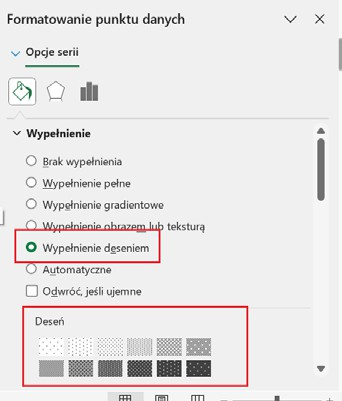 Formatowanie punktu danych
Opcje serii
Wypełnienie
Brak wypełnienia
Wypełnienie pełne
Wypełnienie gradientowe
Wypełnienie obrazem lub teksturą
Wypełnienie deseniem
Automatyczne
Odwróć, jeśli ujemne
Deseń